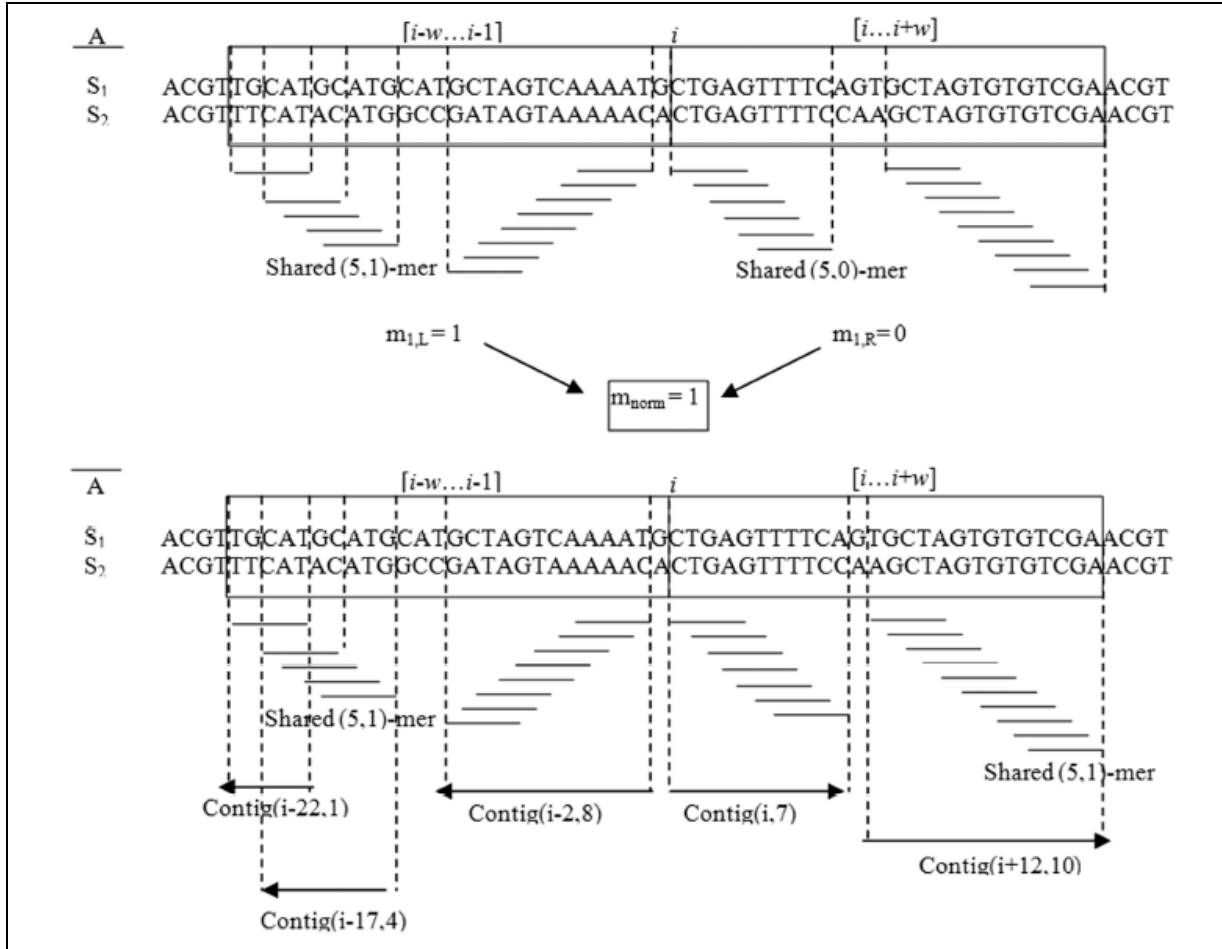 A [i-w…i-1] i [i…i+w]
S1 ACGTTGCATGCATGCATGCTAGTCAAAATGCTGAGTTTTCAGTGCTAGTGTGTCGAACGT
S2 ACGTTTCATACATGGCCGATAGTAAAAACACTGAGTTTTCCAAGCTAGTGTGTCGAACGT
Shared (5,1)-mer Shared (5,0)-mer
m1,L = 1 m1,R = 0
mnorm = 1
A [i-w…i-1] i [i…i+w]
S1 ACGTTGCATGCATGCATGCTAGTCAAAATGCTGAGTTTTCAGTGCTAGTGTGTCGAACGT
S2 ACGTTTCATACATGGCCGATAGTAAAAACACTGAGTTTTCCAAGCTAGTGTGTCGAACGT
Shared (5,1)-mer
Shared (5,1)-mer
Contig(i-22,1) Contig(i-2,8) Contig(i,7)
Contig(i+12,10)
Contig(i-17,4)